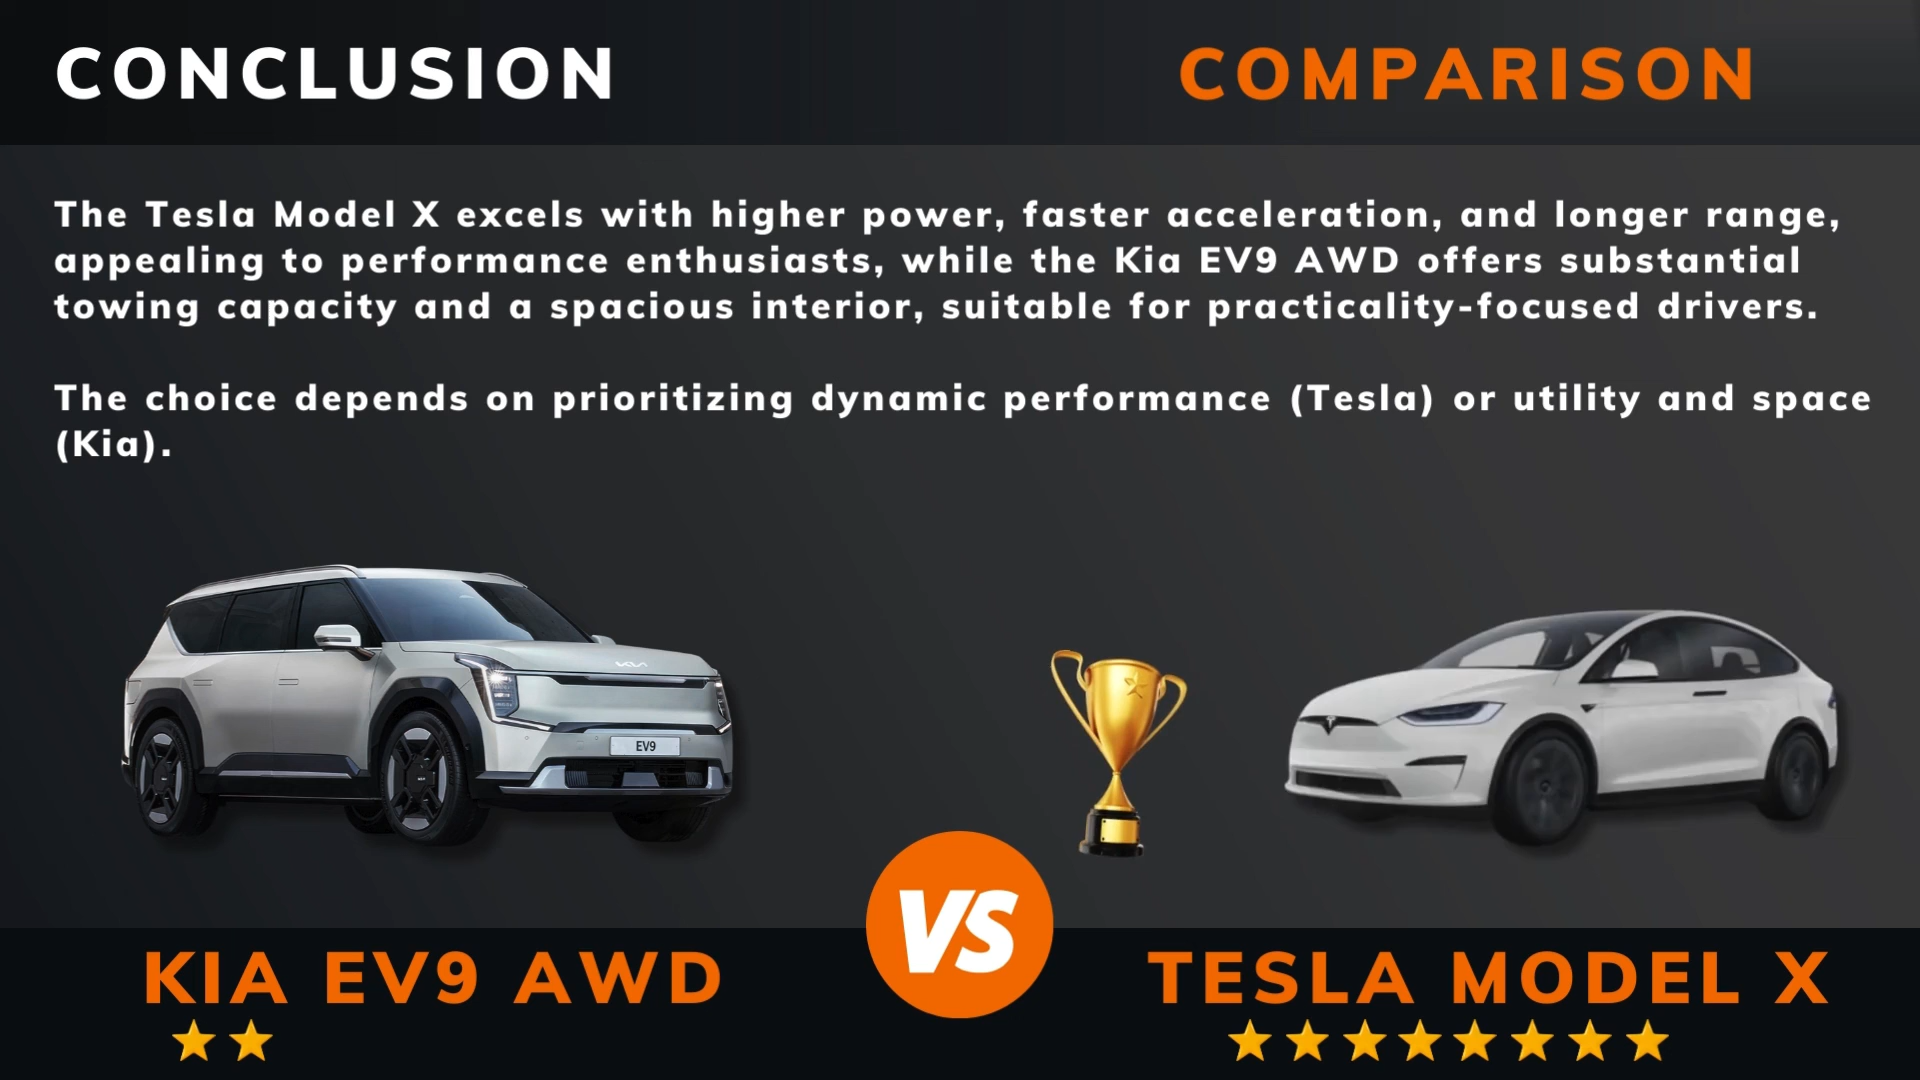 CONCLUSION
COMPARISON
The Tesla Model X excels with higher power, faster acceleration, and longer range,
appealing to performance enthusiasts, while the Kia EV9 AWD offers substantial
towing capacity and a spacious interior, suitable for practicality-focused drivers.
The choice depends on prioritizing dynamic performance (Tesla) or utility and space
(Kia).
KIA
EV9
VS
KIA EV9 AWD
TESLA MODEL X